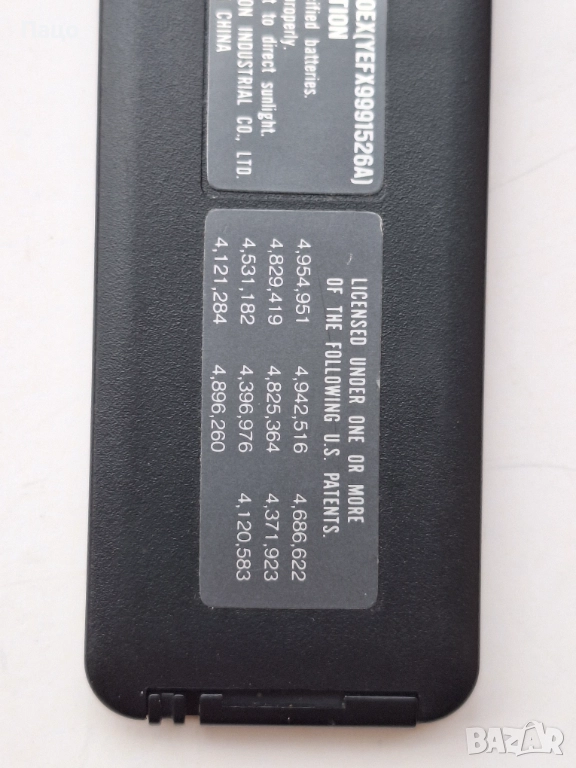 OEX(YEFX9991526A)
TION
ified batteries.
roperly.
t to direct sunlight.
ON INDUSTRIAL CO., LTD.
CHINA
LICENSED UNDER ONE OR MORE
OF THE FOLLOWING U.S. PATENTS.
4,954,951 4,942,516 4,686,622
4,829,419 4,825,364 4,371,923
4,531,182 4,396,976 4,120,583
4,121,284 4,896,260
BAZAR